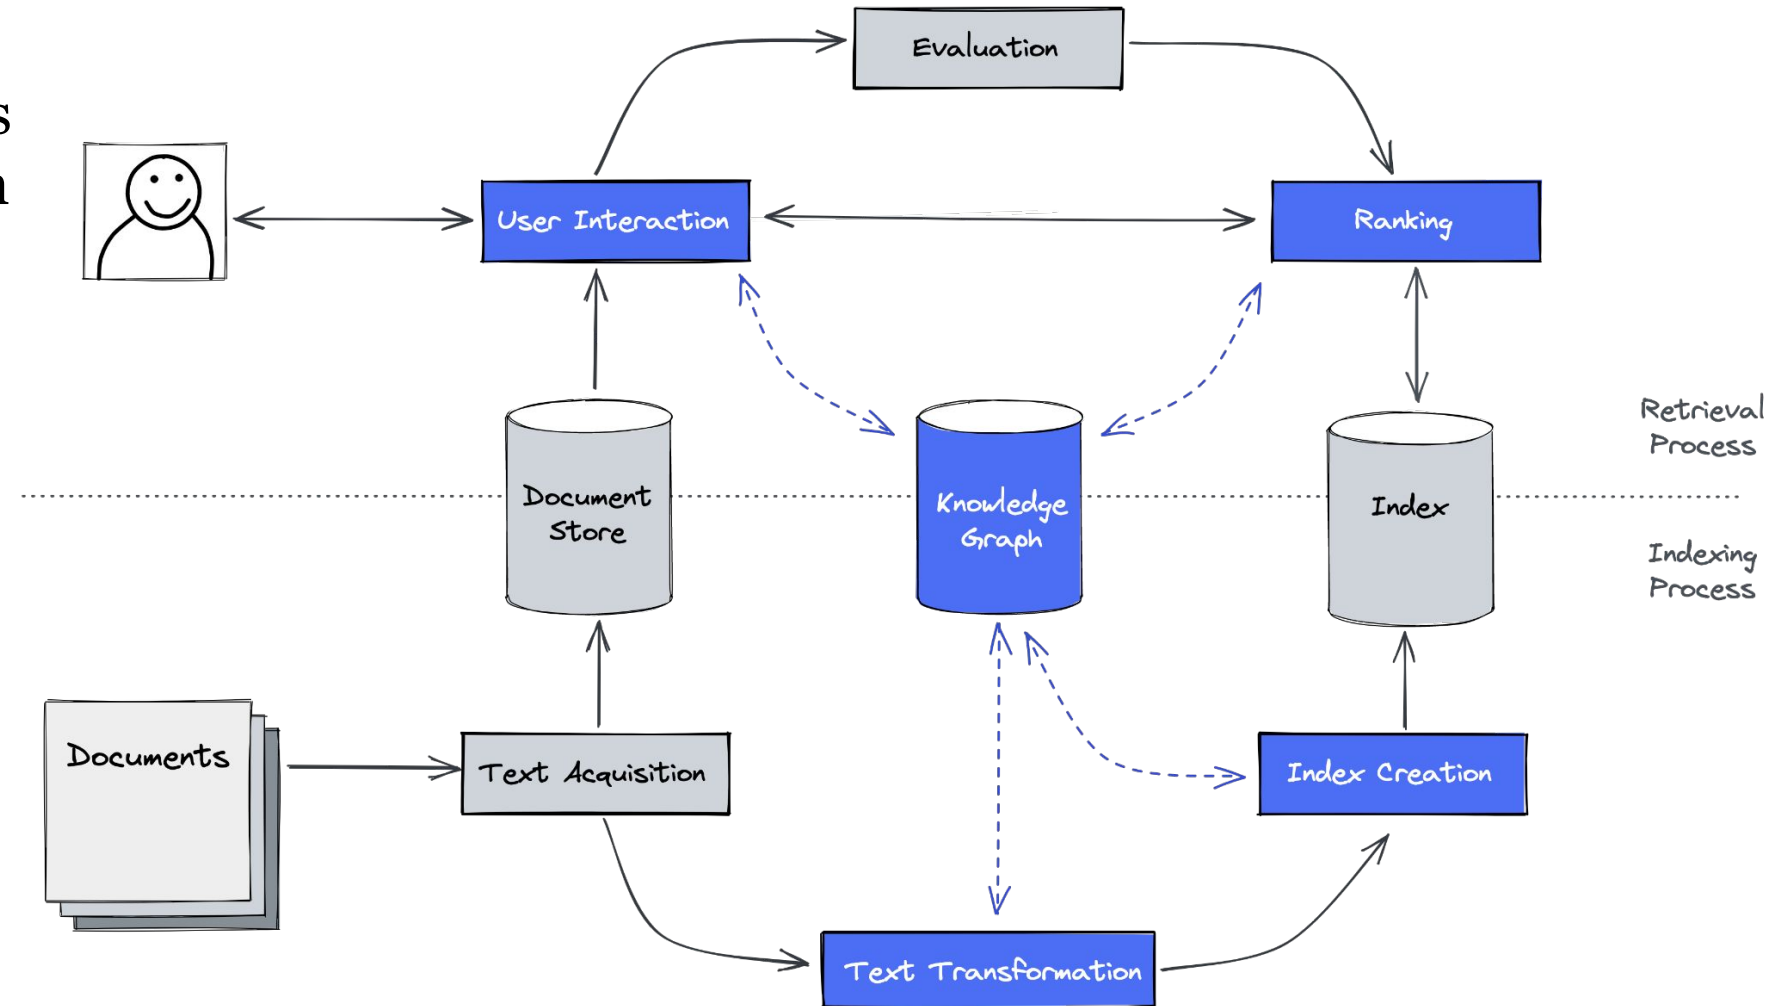 Evaluation
s
n
User Interaction
Ranking
Retrieval
Process
Document
Store
Knowledge
Graph
Index
Indexing
Process
Documents
Text Acquisition
Index Creation
Text Transformation